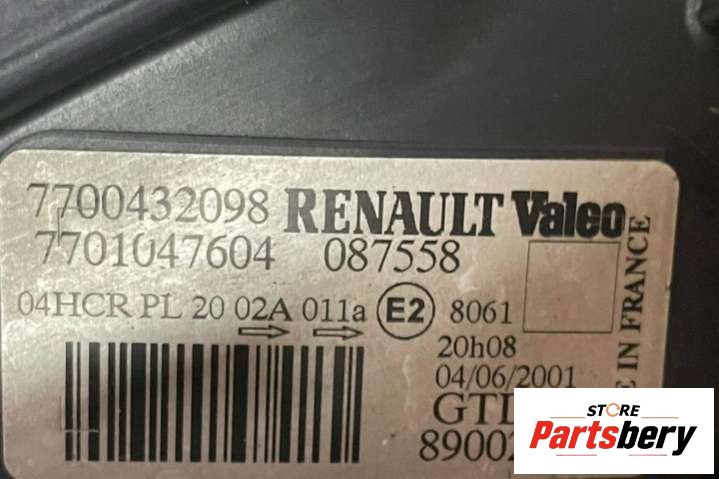 7700432098 RENAULT Valeo
7701047604 087558
04HCR PL 20 02A 011a E2 8061
20h08
04/06/2001
IN FRANCE
STORE
Partsbery